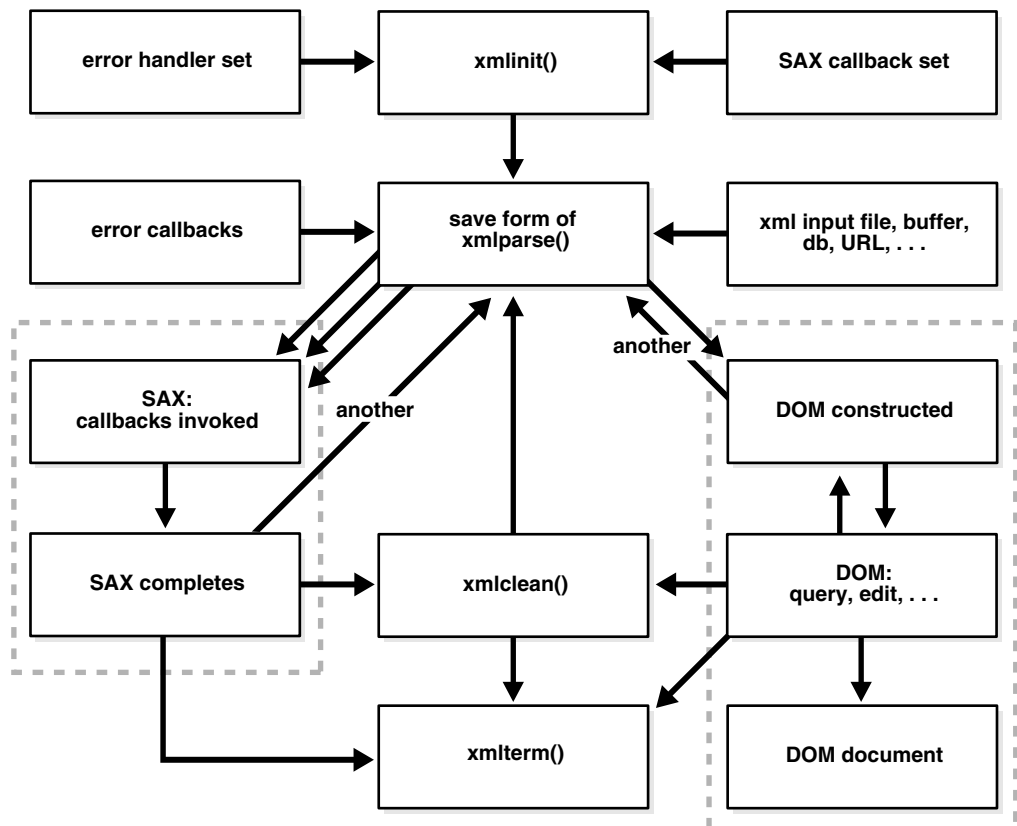 error handler set
xmlinit()
SAX callback set
error callbacks
save form of
xmlparse()
xml input file, buffer,
db, URL, . . .
another
SAX:
callbacks invoked
another
DOM constructed
SAX completes
xmlclean()
DOM:
query, edit, . . .
xmlterm()
DOM document